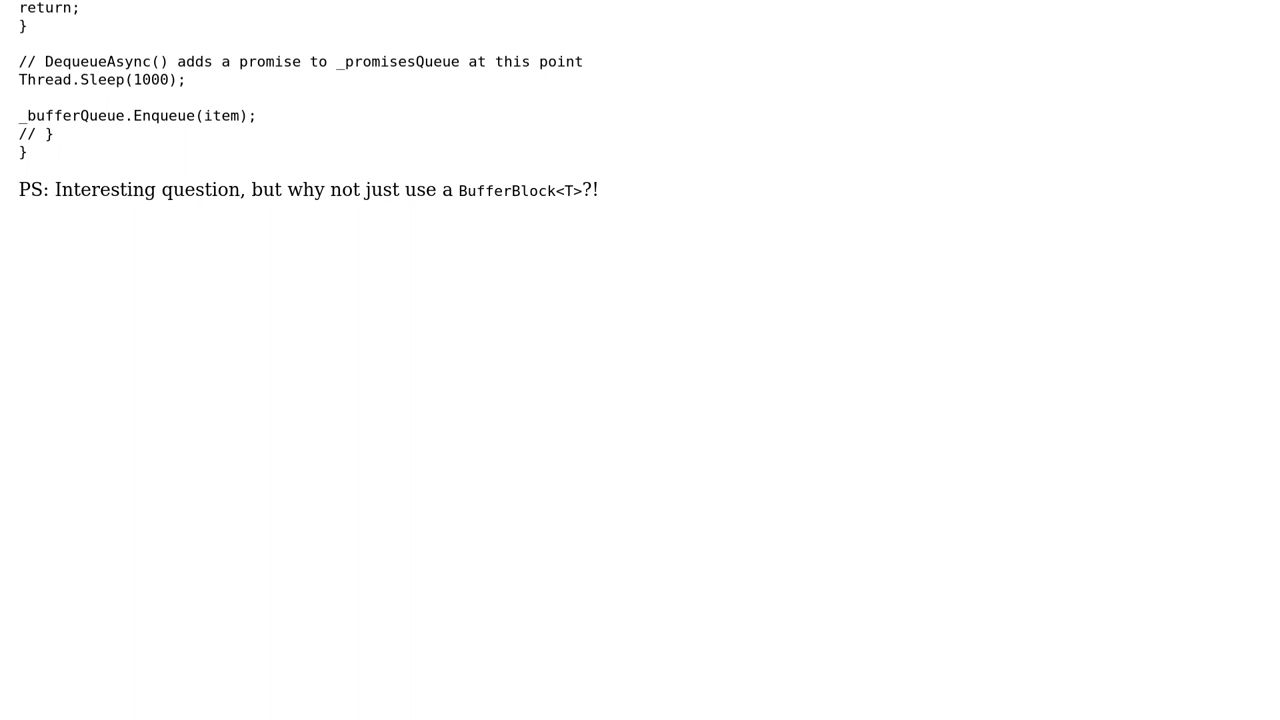 return;
}
// DequeueAsync() adds a promise to _promisesQueue at this point
Thread.Sleep(1000);
_bufferQueue.Enqueue(item);
// }
}
PS: Interesting question, but why not just use a BufferBlock<T>?!